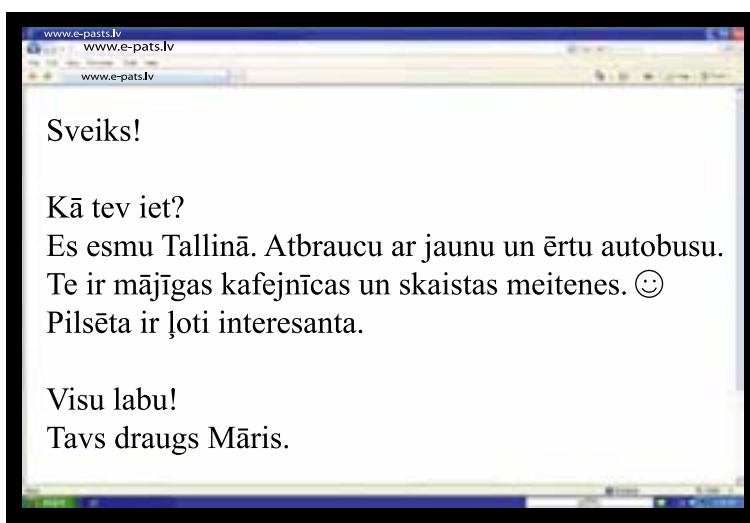 www.e-pasts.lv
www.e-pats.lv
www.e-pats.lv
Sveiks!
Kā tev iet?
Es esmu Tallinā. Atbraucu ar jaunu un ērtu autobusu.
Te ir mājīgas kafejnīcas un skaistas meitenes. ☺
Pilsēta ir ļoti interesanta.
Visu labu!
Tavs draugs Māris.